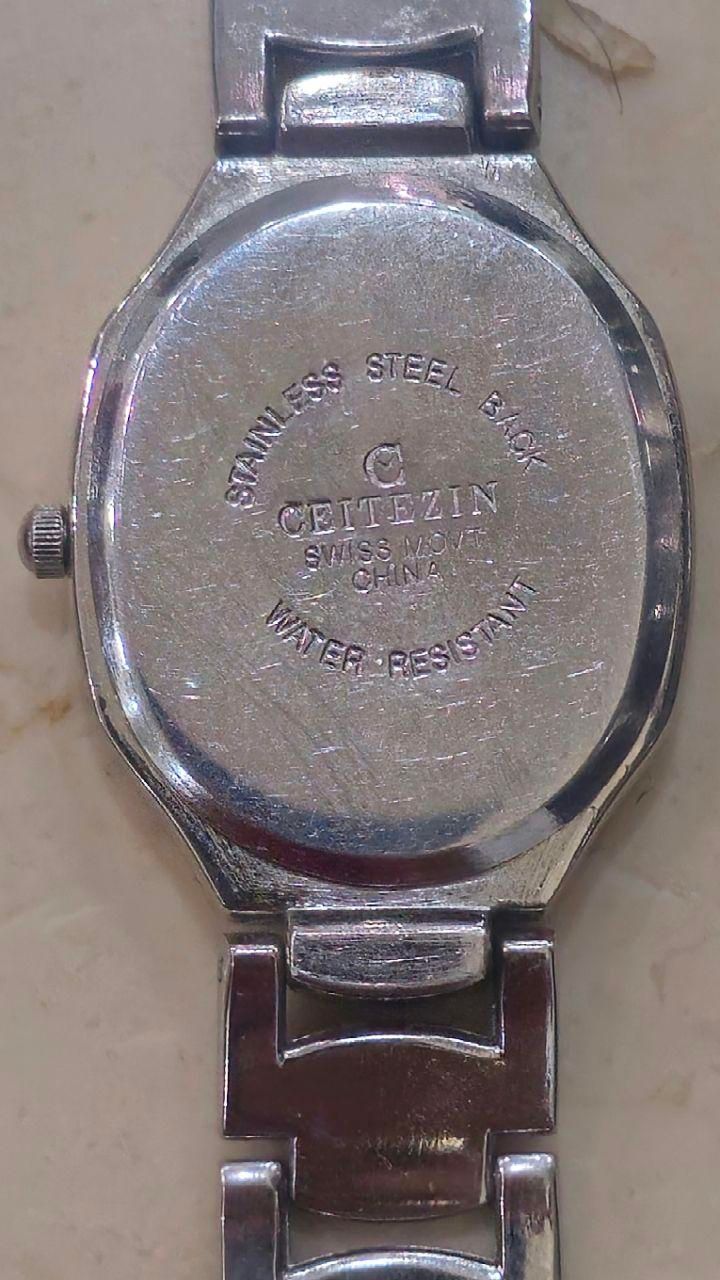 STAINLESS STEEL BACK
C
CEITEZIN
SWISS MOVT
CHINA
WATER · RESISTANT